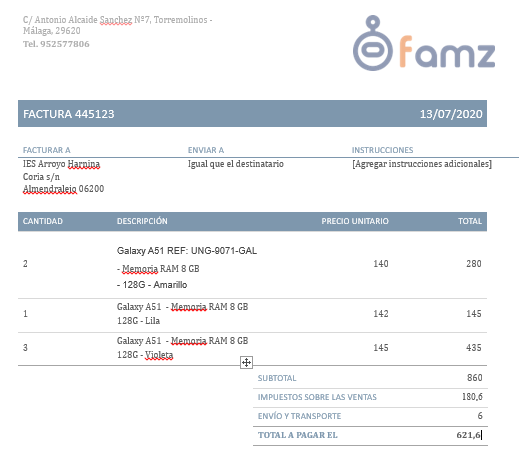 C/ Antonio Alcaide Sanchez Nº7, Torremolinos -
Málaga, 29620
Tel. 952577806
famz
FACTURA 445123 13/07/2020
FACTURAR A ENVIAR A INSTRUCCIONES
IES Arroyo Harnina Igual que el destinatario [Agregar instrucciones adicionales]
Coria s/n
Almendralejo 06200
CANTIDAD DESCRIPCIÓN PRECIO UNITARIO TOTAL
Galaxy A51 REF: UNG-9071-GAL
2 - Memoria RAM 8 GB 140 280
- 128G - Amarillo
Galaxy A51 - Memoria RAM 8 GB
1 142 145
128G - Lila
Galaxy A51 - Memoria RAM 8 GB
3 145 435
128G - Violeta
SUBTOTAL 860
IMPUESTOS SOBRE LAS VENTAS 180,6
ENVÍO Y TRANSPORTE 6
TOTAL A PAGAR EL 621,6